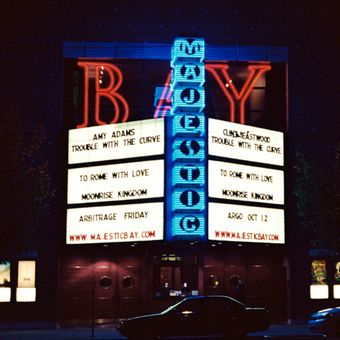 BAY
MAJESTIC
AMY ADAMS
TROUBLE WITH THE CURVE
TO ROME WITH LOVE
MOONRISE KINGDOM
ARBITRAGE FRIDAY
WWW.MAJESTICBAY.COM
CLINT EASTWOOD
TROUBLE WITH THE CURVE
TO ROME WITH LOVE
MOONRISE KINGDOM
ARGO OCT 12
WWW.MAJESTICBAY.COM